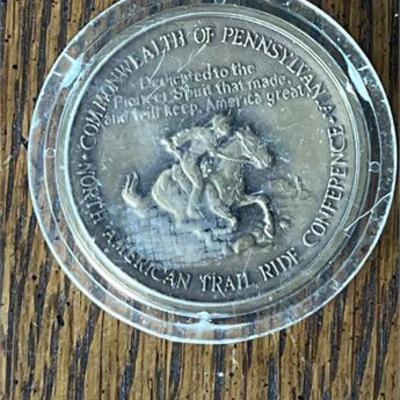 COMMONWEALTH OF PENNSYLVANIA
Dedicated to the
Pioneer Spirit that made,
and will keep, America great
NORTH AMERICAN TRAIL RIDE CONFERENCE